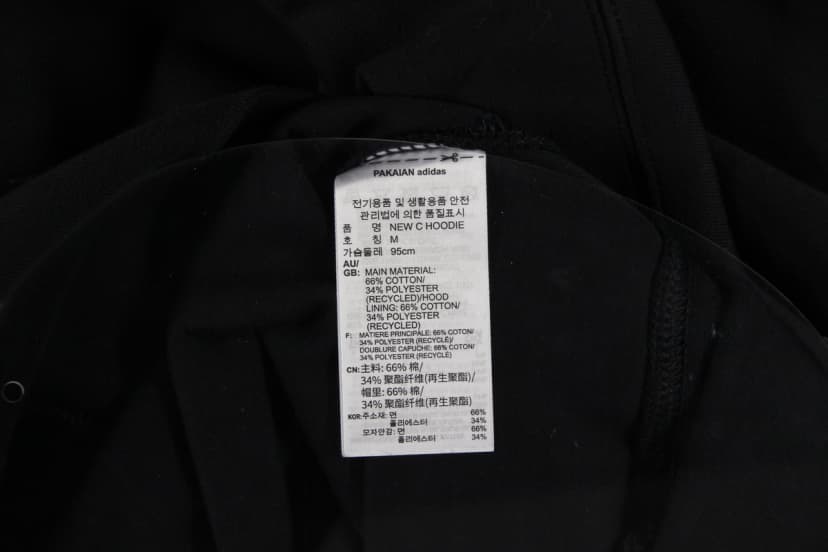 PAKAIAN adidas
전기용품 및 생활용품 안전
관리법에 의한 품질표시
품 명 NEW C HOODIE
호 칭 M
가슴둘레 95cm
AU/
GB: MAIN MATERIAL:
66% COTTON/
34% POLYESTER
(RECYCLED)/HOOD
LINING: 66% COTTON/
34% POLYESTER
(RECYCLED)
F: MATIERE PRINCIPALE: 66% COTON/
34% POLYESTER (RECYCLÉ)/
DOUBLURE CAPUCHE: 66% COTON/
34% POLYESTER (RECYCLÉ)
CN: 主料: 66% 棉/
34% 聚酯纤维(再生聚酯)/
帽里: 66% 棉/
34% 聚酯纤维(再生聚酯)
KOR: 주소재: 면 66%
폴리에스터 34%
모자안감: 면 66%
폴리에스터 34%